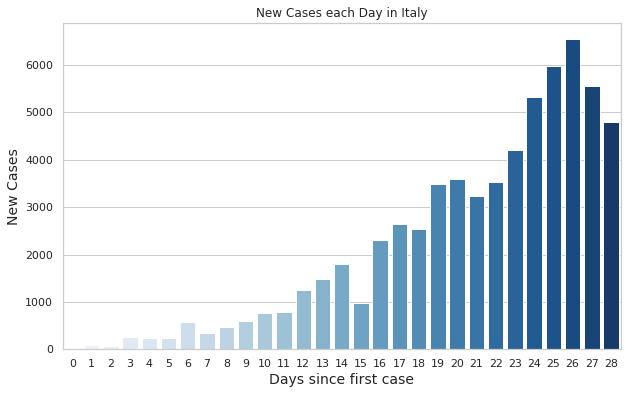 New Cases each Day in Italy
6000
5000
4000
3000
2000
1000
0
New Cases
0 1 2 3 4 5 6 7 8 9 10 11 12 13 14 15 16 17 18 19 20 21 22 23 24 25 26 27 28
Days since first case